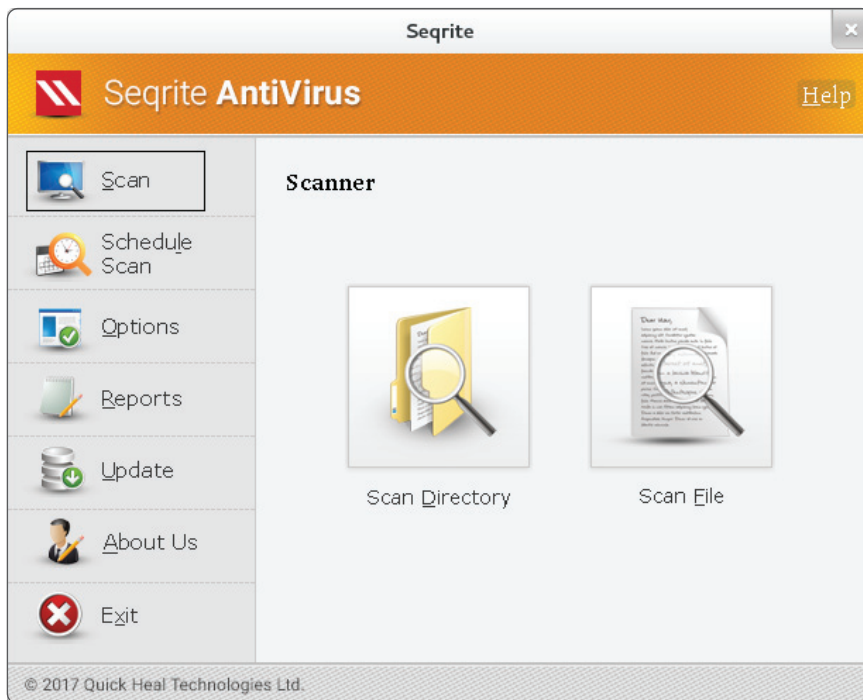 Seqrite
Seqrite AntiVirus
Help
Scan
Schedule
Scan
Options
Reports
Update
About Us
Exit
Scanner
Scan Directory
Scan File
© 2017 Quick Heal Technologies Ltd.